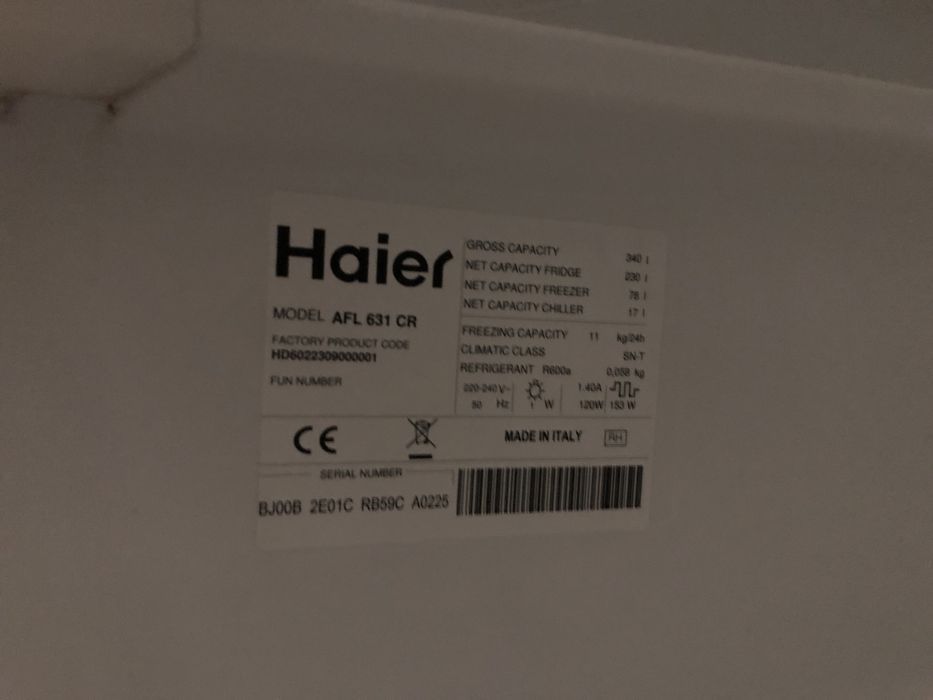 Haier
MODEL AFL 631 CR
FACTORY PRODUCT CODE
HD6022309000001
FUN NUMBER
GROSS CAPACITY 340 l
NET CAPACITY FRIDGE 230 l
NET CAPACITY FREEZER 78 l
NET CAPACITY CHILLER 17 l
FREEZING CAPACITY 11 kg/24h
CLIMATIC CLASS SN-T
REFRIGERANT R600a 0,058 kg
220-240 V~ 1.40A
50 Hz 1 W 120W 153 W
CE MADE IN ITALY RH
SERIAL NUMBER
BJ00B 2E01C RB59C A0225